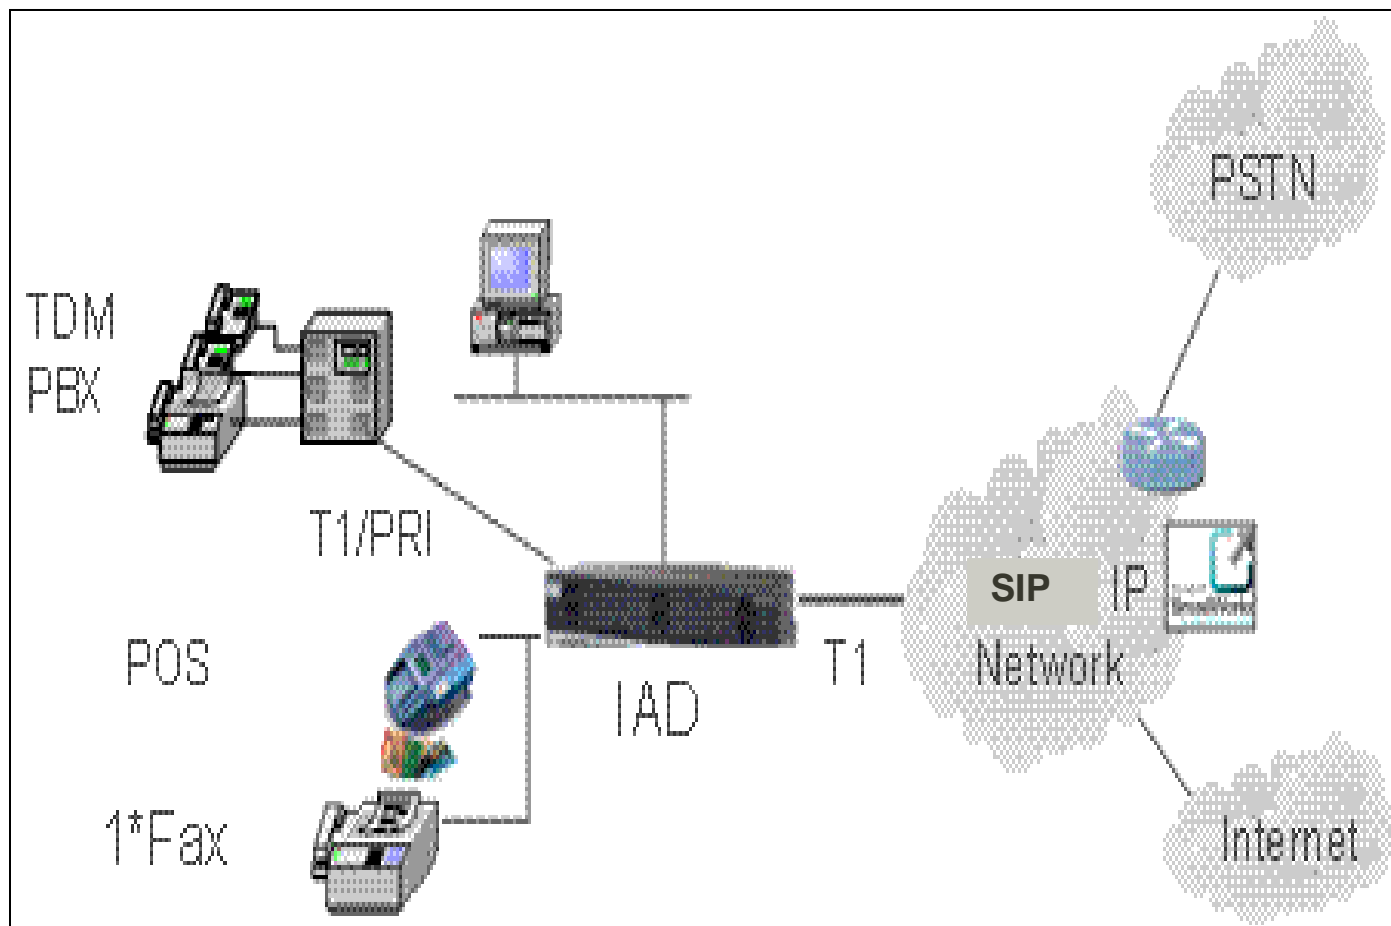 PSTN
TDM
PBX
T1/PRI
SIP IP
Network
T1
POS
IAD
1*Fax
Internet